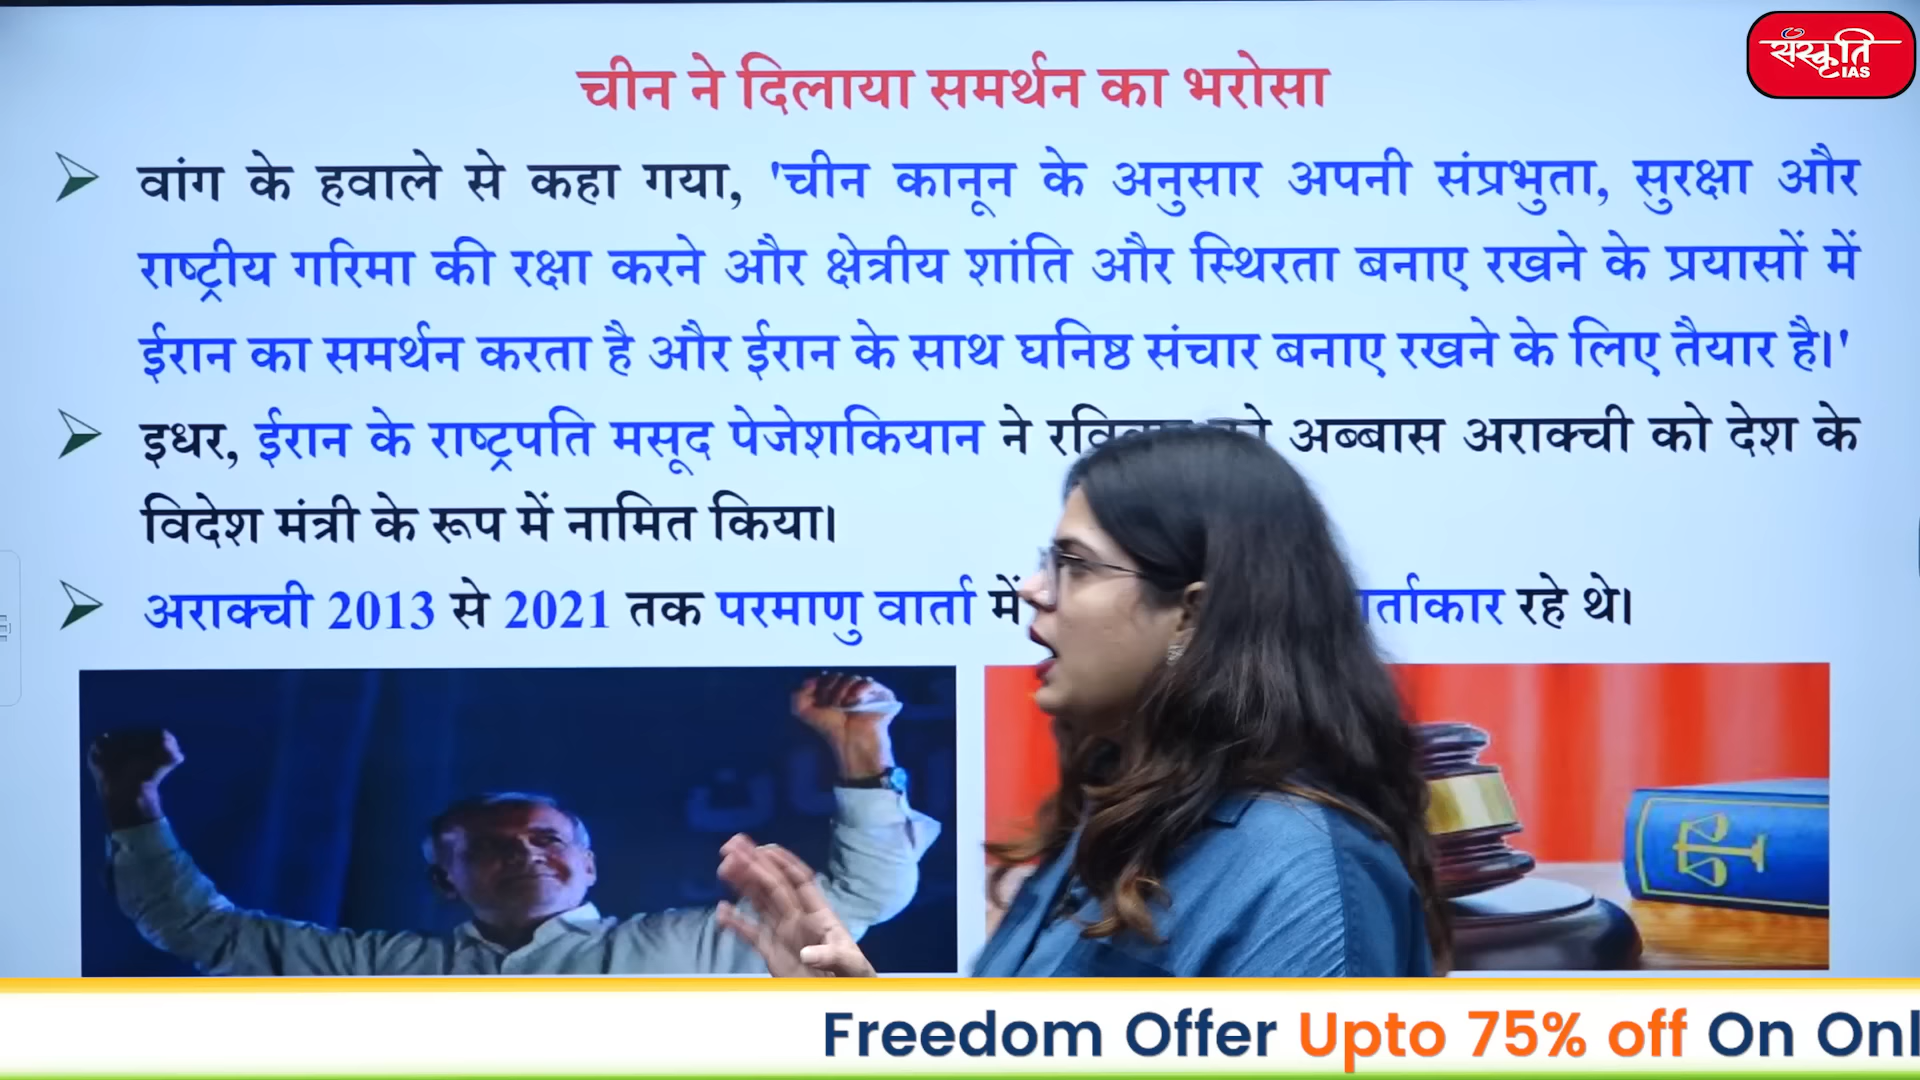 चीन ने दिलाया समर्थन का भरोसा
संस्कृति
IAS
वांग के हवाले से कहा गया, 'चीन कानून के अनुसार अपनी संप्रभुता, सुरक्षा और
राष्ट्रीय गरिमा की रक्षा करने और क्षेत्रीय शांति और स्थिरता बनाए रखने के प्रयासों में
ईरान का समर्थन करता है और ईरान के साथ घनिष्ठ संचार बनाए रखने के लिए तैयार है।'
इधर, ईरान के राष्ट्रपति मसूद पेजेशकियान ने अब्बास अराक्ची को देश के
विदेश मंत्री के रूप में नामित किया।
अराक्ची 2013 से 2021 तक परमाणु वार्ता में र्ताकार रहे थे।
Freedom Offer Upto 75% off On Onl